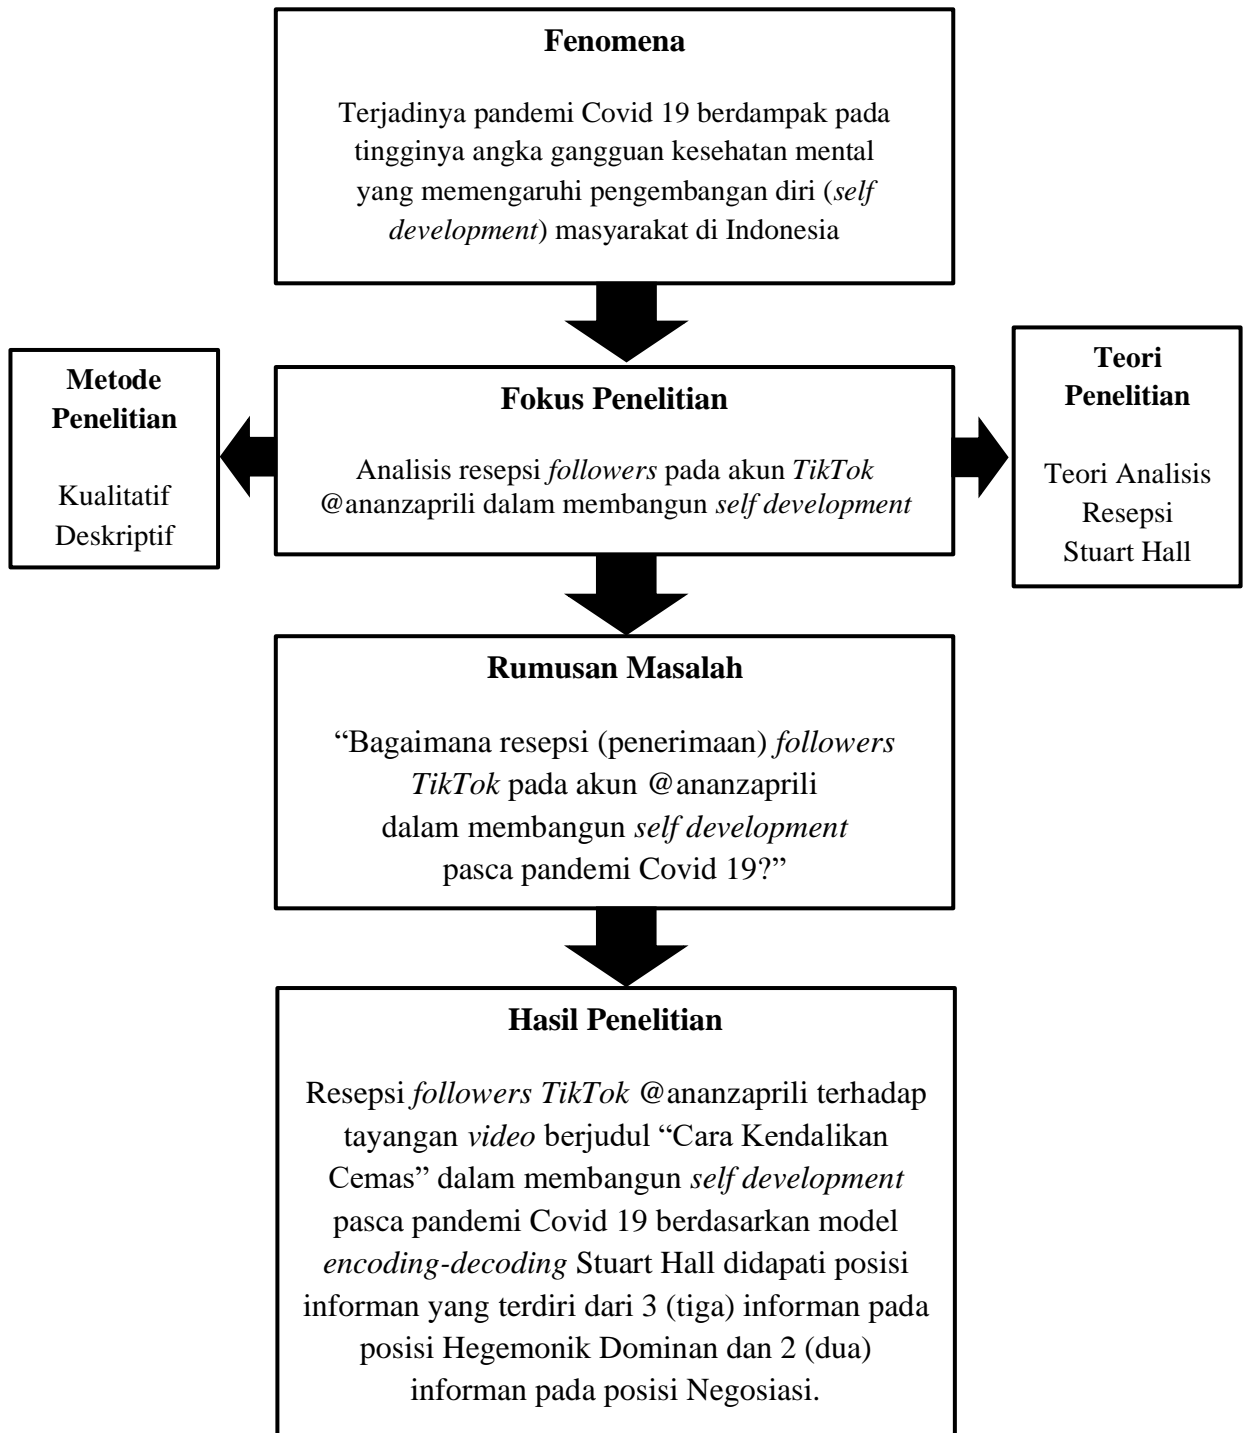 Fenomena
Terjadinya pandemi Covid 19 berdampak pada
tingginya angka gangguan kesehatan mental
yang memengaruhi pengembangan diri (self
development) masyarakat di Indonesia
Metode
Penelitian
Kualitatif
Deskriptif
Fokus Penelitian
Analisis resepsi followers pada akun TikTok
@ananzaprili dalam membangun self development
Teori
Penelitian
Teori Analisis
Resepsi
Stuart Hall
Rumusan Masalah
“Bagaimana resepsi (penerimaan) followers
TikTok pada akun @ananzaprili
dalam membangun self development
pasca pandemi Covid 19?”
Hasil Penelitian
Resepsi followers TikTok @ananzaprili terhadap
tayangan video berjudul “Cara Kendalikan
Cemas” dalam membangun self development
pasca pandemi Covid 19 berdasarkan model
encoding-decoding Stuart Hall didapati posisi
informan yang terdiri dari 3 (tiga) informan pada
posisi Hegemonik Dominan dan 2 (dua)
informan pada posisi Negosiasi.